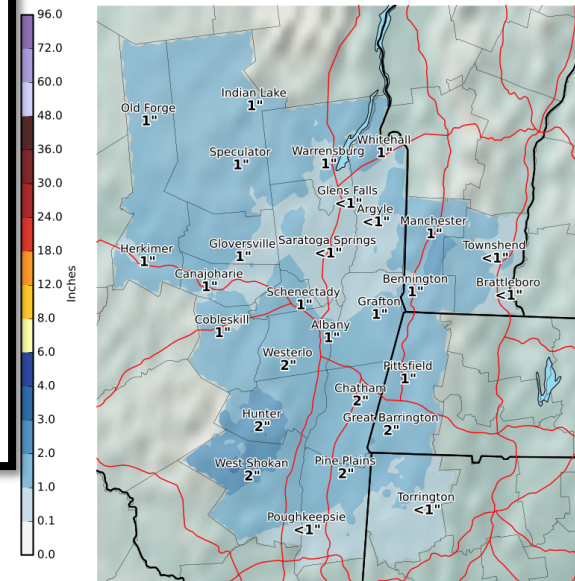 96.0
72.0
60.0
48.0
36.0
30.0
24.0
18.0
12.0
8.0
6.0
4.0
3.0
2.0
1.0
0.1
0.0
Inches
Old Forge
1"
Indian Lake
1"
Speculator
1"
Warrensburg
1"
Whitehall
1"
Glens Falls
<1"
Argyle
<1"
Manchester
1"
Herkimer
1"
Gloversville
1"
Saratoga Springs
<1"
Townshend
<1"
Canajoharie
1"
Schenectady
1"
Bennington
1"
Brattleboro
<1"
Grafton
1"
Cobleskill
1"
Albany
1"
Westerlo
2"
Pittsfield
1"
Chatham
2"
Hunter
2"
Great Barrington
2"
West Shokan
2"
Pine Plains
2"
Torrington
<1"
Poughkeepsie
<1"